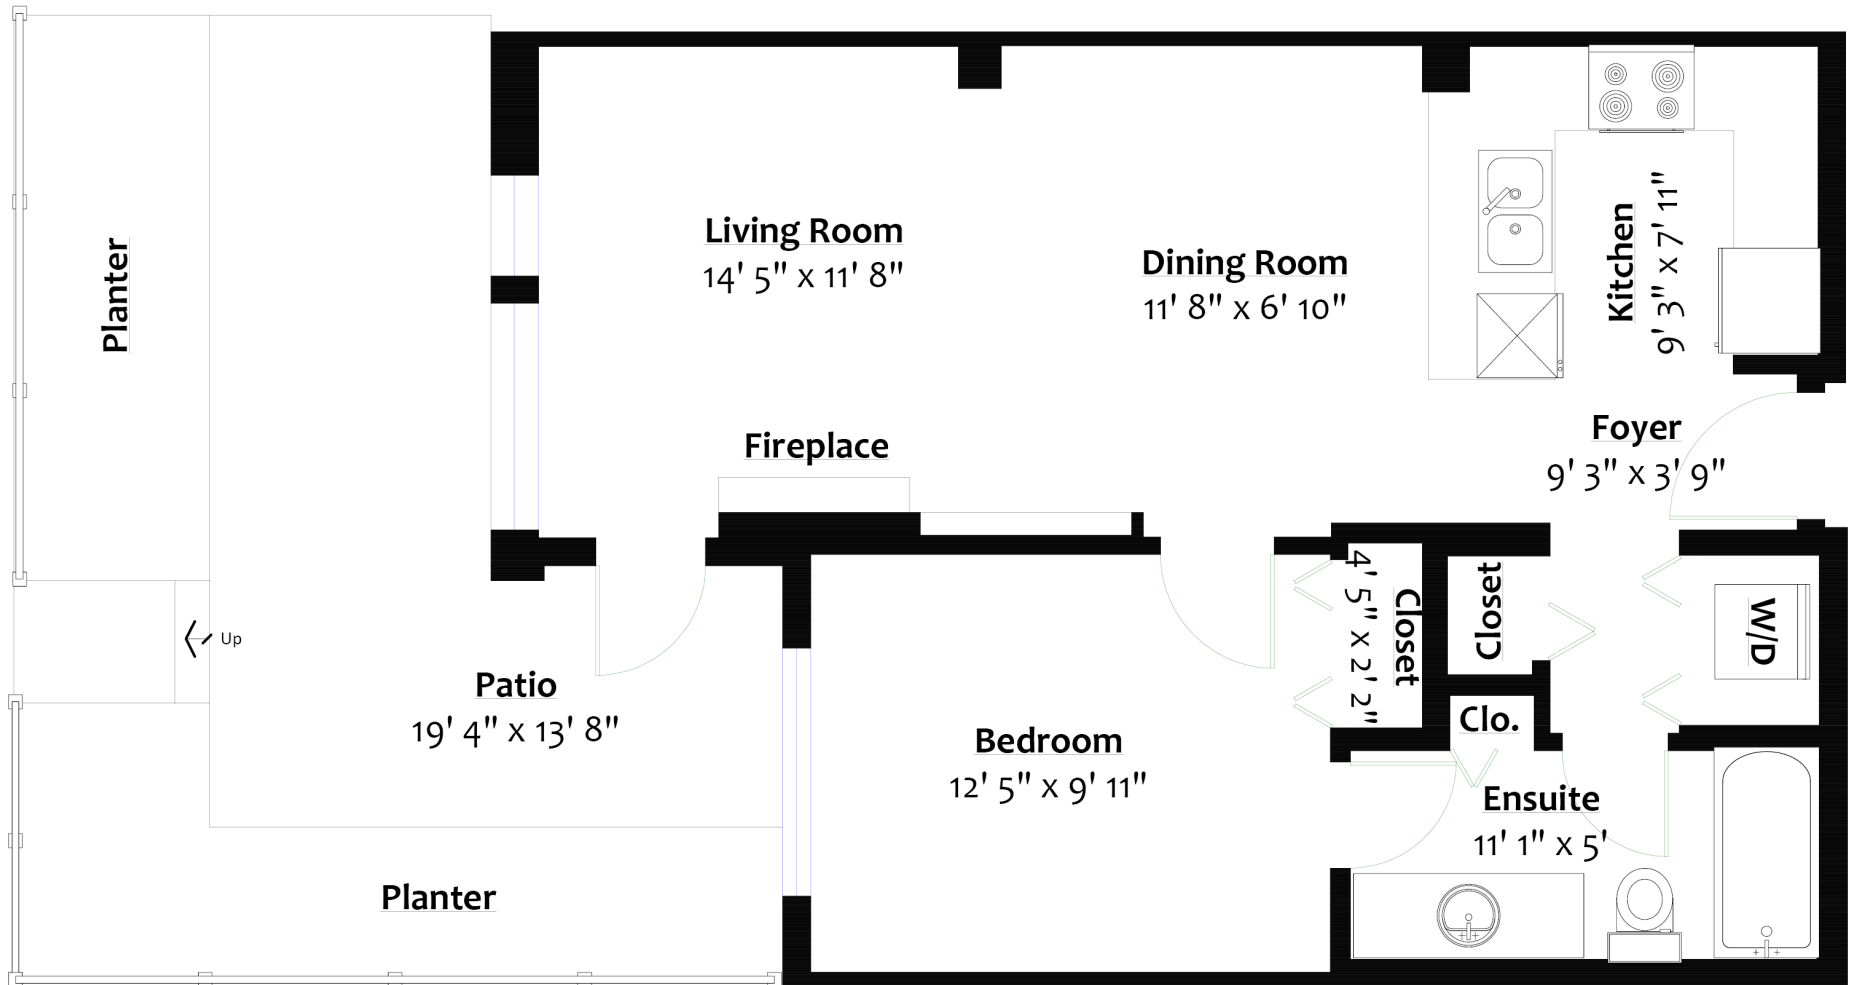 Planter
Living Room
14' 5" x 11' 8"
Dining Room
11' 8" x 6' 10"
Kitchen
9' 3" x 7' 11"
Fireplace
Foyer
9' 3" x 3' 9"
Up
Patio
19' 4" x 13' 8"
Closet
4' 5" x 2' 2"
Closet
W/D
Clo.
Bedroom
12' 5" x 9' 11"
Ensuite
11' 1" x 5'
Planter